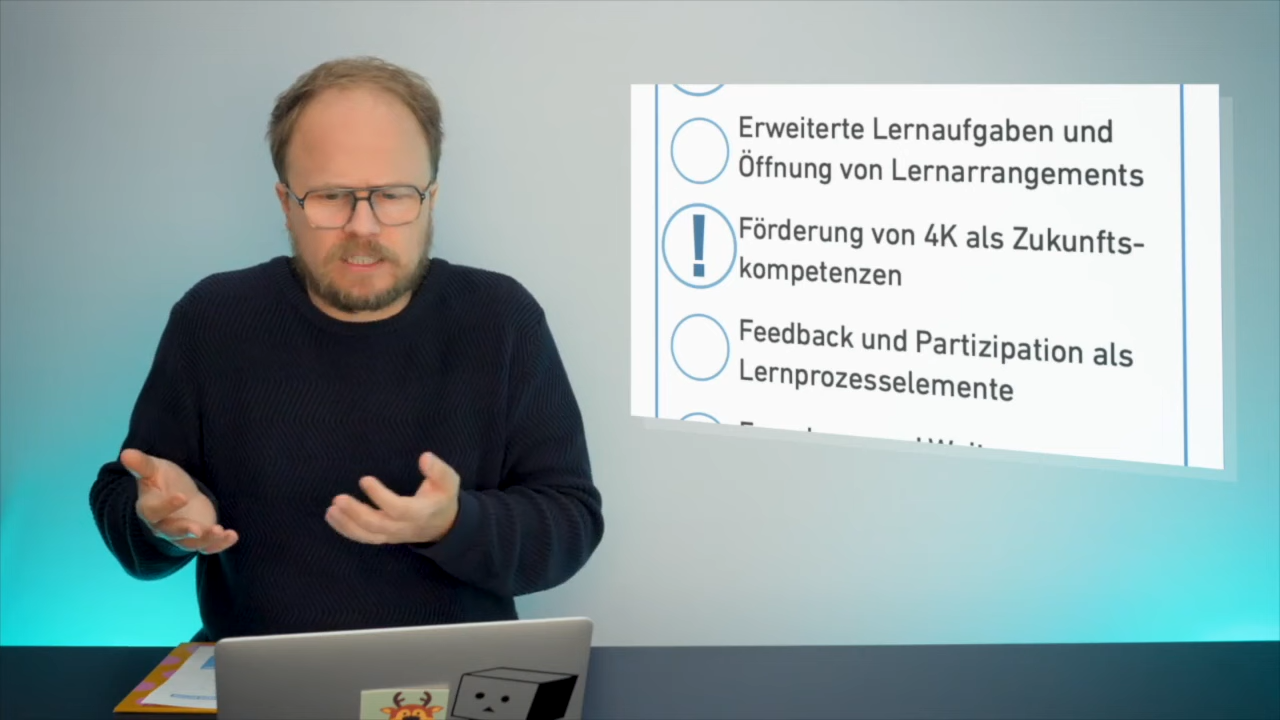 Erweiterte Lernaufgaben und
Öffnung von Lernarrangements
!
Förderung von 4K als Zukunfts-
kompetenzen
Feedback und Partizipation als
Lernprozesselemente